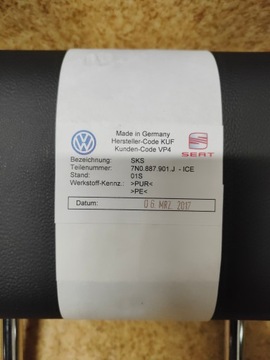 Made in Germany
Hersteller-Code KUF
Kunden-Code VP4
SEAT
Bezeichnung: SKS
Teilenummer: 7N0.887.901.J - ICE
Stand: 01S
Werkstoff-Kennz.: >PUR<
>PE<
Datum: 06 MRZ 2017